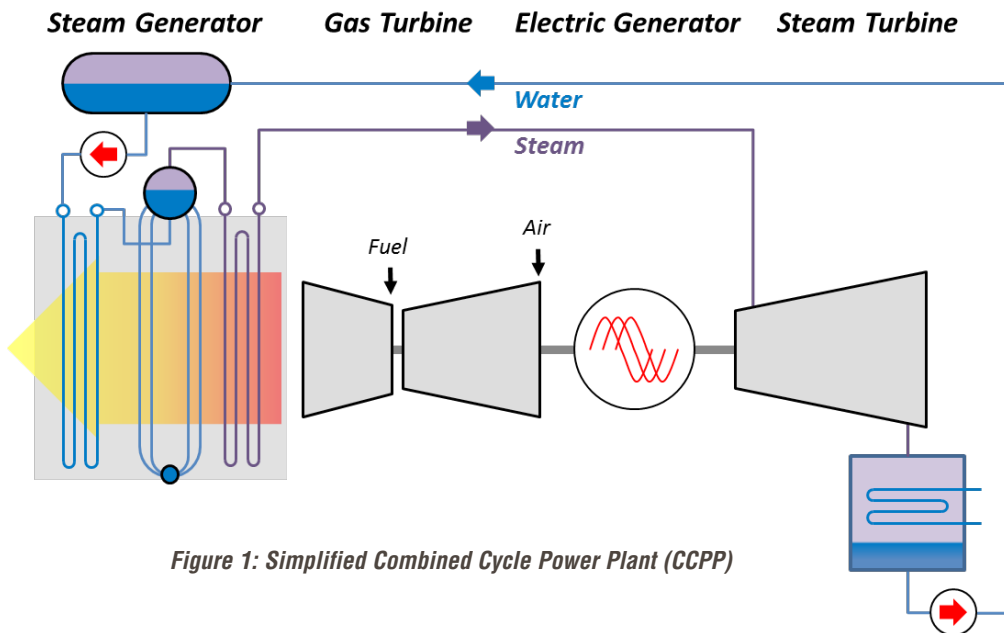 Steam Generator Gas Turbine Electric Generator Steam Turbine
Water
Steam
Fuel
Air
Figure 1: Simplified Combined Cycle Power Plant (CCPP)